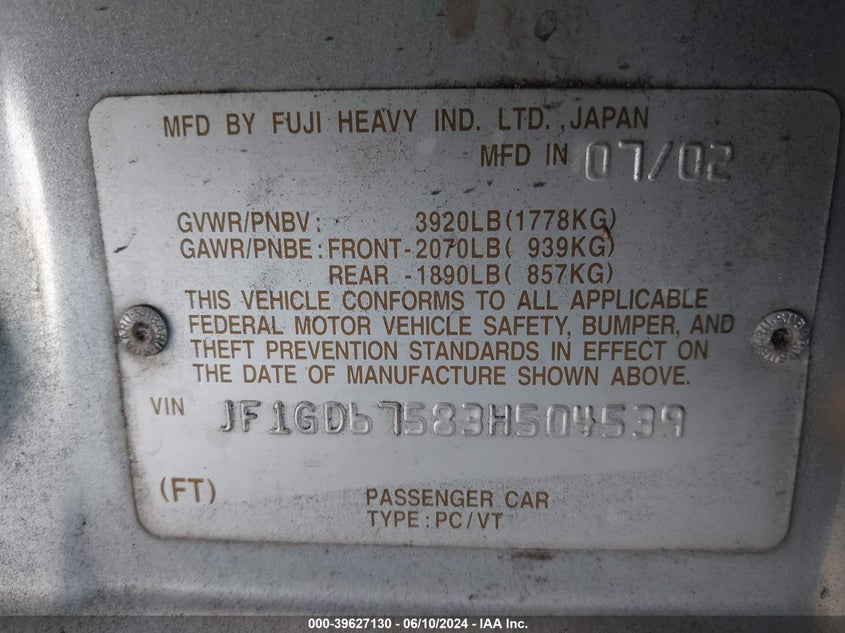 MFD BY FUJI HEAVY IND. LTD. ,JAPAN
MFD IN 07/02
GVWR/PNBV: 3920LB(1778KG)
GAWR/PNBE: FRONT-2070LB( 939KG)
REAR -1890LB( 857KG)
THIS VEHICLE CONFORMS TO ALL APPLICABLE
FEDERAL MOTOR VEHICLE SAFETY, BUMPER, AND
THEFT PREVENTION STANDARDS IN EFFECT ON
THE DATE OF MANUFACTURE SHOWN ABOVE.
VIN JF1GD67583H504539
(FT)
PASSENGER CAR
TYPE: PC/VT
000-39627130 - 06/10/2024 - IAA Inc.